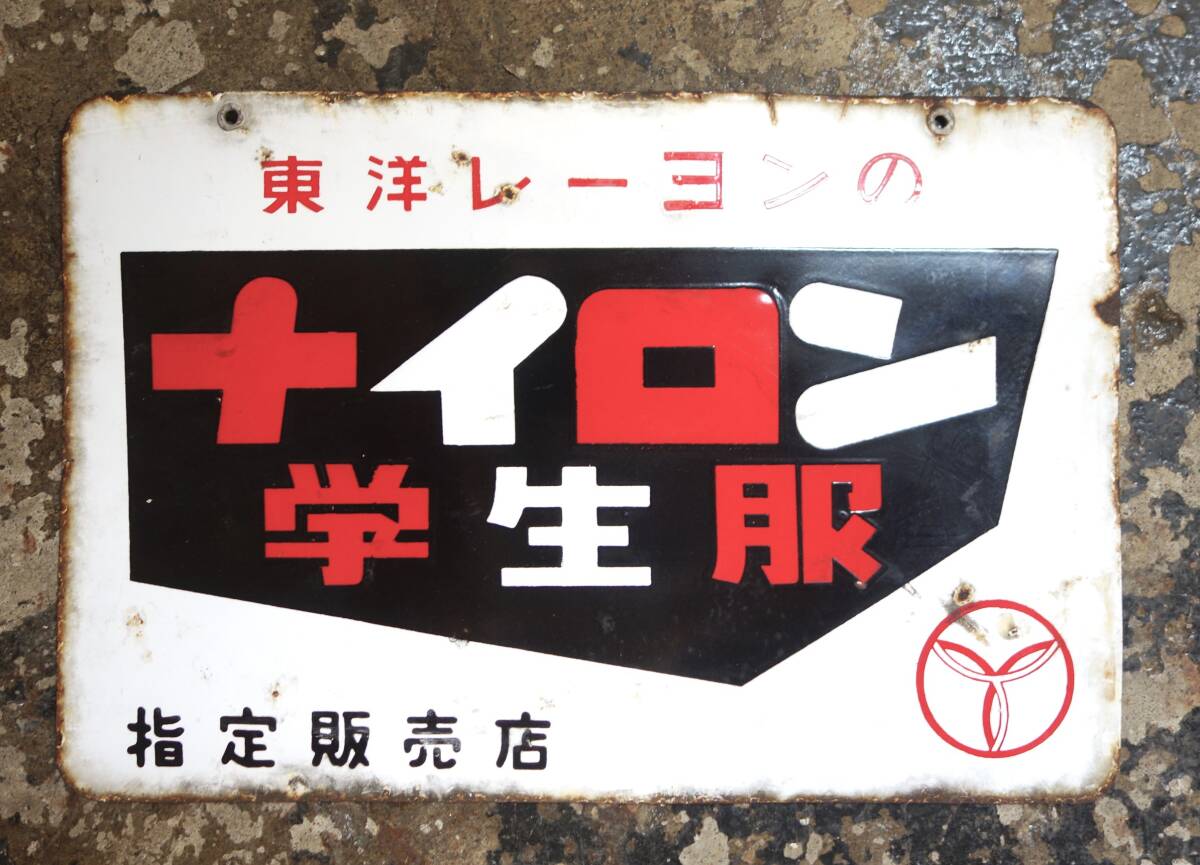 東洋レーヨンの
ナイロン
学生服
指定販売店